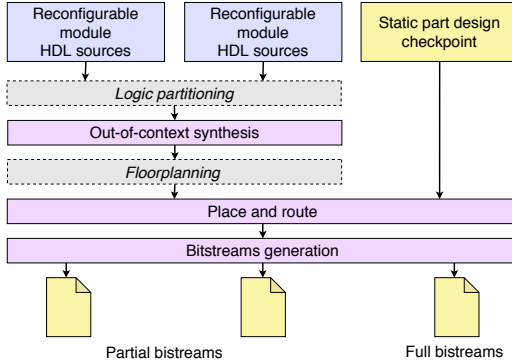 Reconfigurable
module
HDL sources
Reconfigurable
module
HDL sources
Static part design
checkpoint
Logic partitioning
Out-of-context synthesis
Floorplanning
Place and route
Bitstreams generation
Partial bistreams
Full bistreams